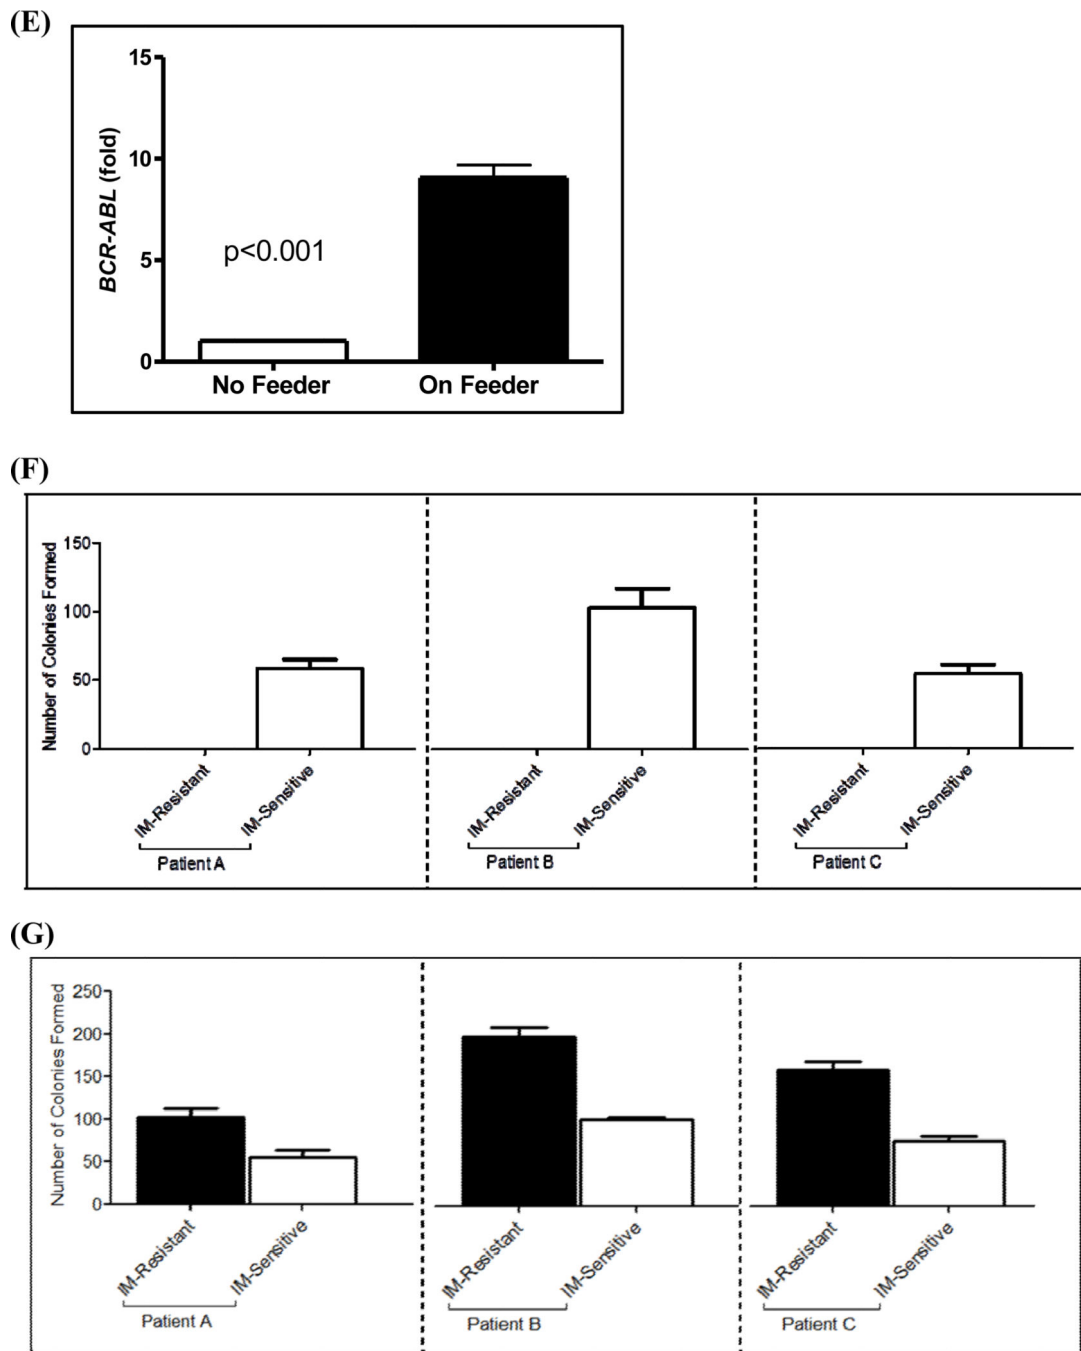 (E)
15
10
5
0
BCR-ABL (fold)
p<0.001
No Feeder On Feeder
(F)
Number of Colonies Formed
150
100
50
0
IM-Resistant IM-Sensitive IM-Resistant IM-Sensitive IM-Resistant IM-Sensitive
Patient A Patient B Patient C
(G)
Number of Colonies Formed
250
200
150
100
50
0
IM-Resistant IM-Sensitive IM-Resistant IM-Sensitive IM-Resistant IM-Sensitive
Patient A Patient B Patient C